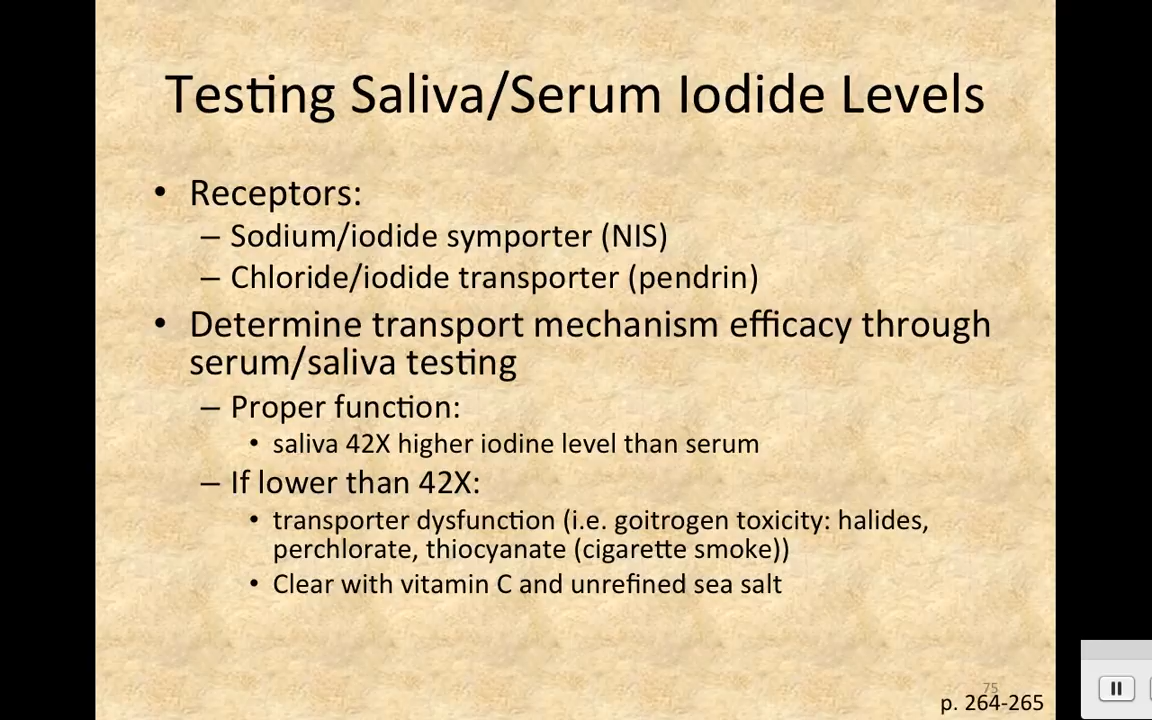 Testing Saliva/Serum Iodide Levels
• Receptors:
– Sodium/iodide symporter (NIS)
– Chloride/iodide transporter (pendrin)
• Determine transport mechanism efficacy through
serum/saliva testing
– Proper function:
• saliva 42X higher iodine level than serum
– If lower than 42X:
• transporter dysfunction (i.e. goitrogen toxicity: halides,
perchlorate, thiocyanate (cigarette smoke))
• Clear with vitamin C and unrefined sea salt
75
p. 264-265